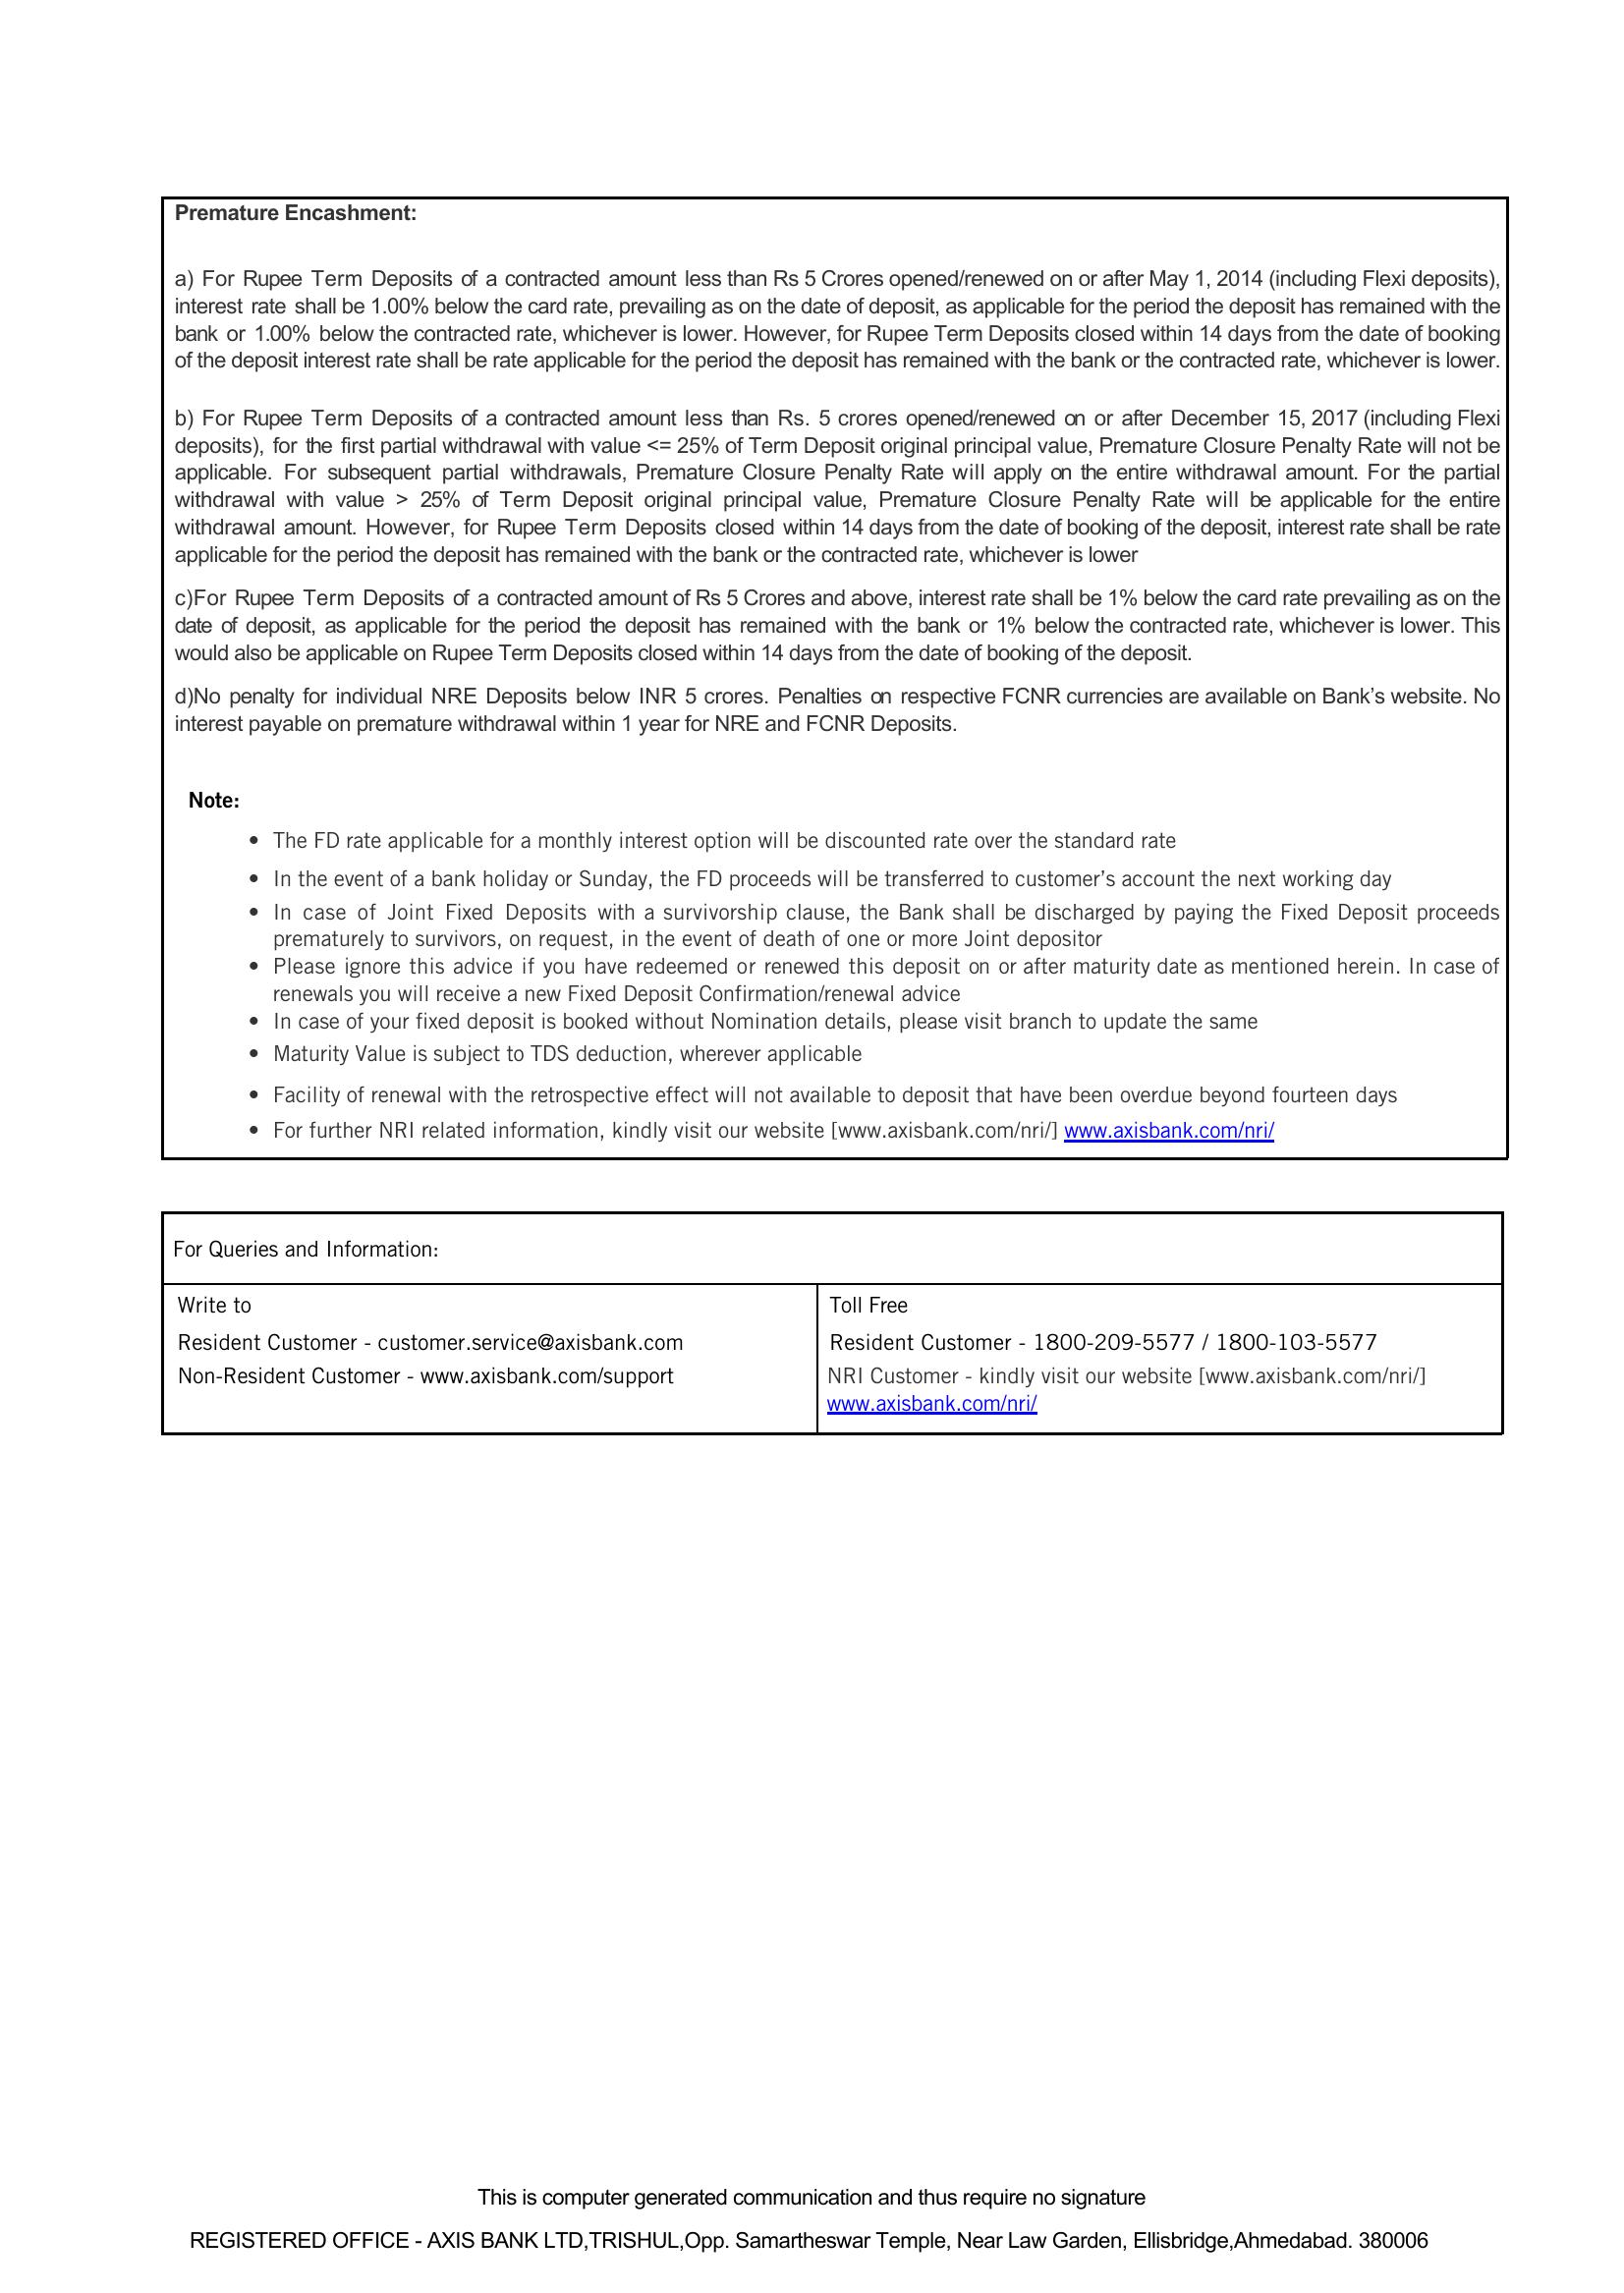 Premature Encashment:
a) For Rupee Term Deposits of a contracted amount less than Rs 5 Crores opened/renewed on or after May 1, 2014 (including Flexi deposits),
interest rate shall be 1.00% below the card rate, prevailing as on the date of deposit, as applicable for the period the deposit has remained with the
bank or 1.00% below the contracted rate, whichever is lower. However, for Rupee Term Deposits closed within 14 days from the date of booking
of the deposit interest rate shall be rate applicable for the period the deposit has remained with the bank or the contracted rate, whichever is lower.
b) For Rupee Term Deposits of a contracted amount less than Rs. 5 crores opened/renewed on or after December 15, 2017 (including Flexi
deposits), for the first partial withdrawal with value <= 25% of Term Deposit original principal value, Premature Closure Penalty Rate will not be
applicable. For subsequent partial withdrawals, Premature Closure Penalty Rate will apply on the entire withdrawal amount. For the partial
withdrawal with value > 25% of Term Deposit original principal value, Premature Closure Penalty Rate will be applicable for the entire
withdrawal amount. However, for Rupee Term Deposits closed within 14 days from the date of booking of the deposit, interest rate shall be rate
applicable for the period the deposit has remained with the bank or the contracted rate, whichever is lower
c)For Rupee Term Deposits of a contracted amount of Rs 5 Crores and above, interest rate shall be 1% below the card rate prevailing as on the
date of deposit, as applicable for the period the deposit has remained with the bank or 1% below the contracted rate, whichever is lower. This
would also be applicable on Rupee Term Deposits closed within 14 days from the date of booking of the deposit.
d)No penalty for individual NRE Deposits below INR 5 crores. Penalties on respective FCNR currencies are available on Bank’s website. No
interest payable on premature withdrawal within 1 year for NRE and FCNR Deposits.
Note:
• The FD rate applicable for a monthly interest option will be discounted rate over the standard rate
• In the event of a bank holiday or Sunday, the FD proceeds will be transferred to customer’s account the next working day
• In case of Joint Fixed Deposits with a survivorship clause, the Bank shall be discharged by paying the Fixed Deposit proceeds
prematurely to survivors, on request, in the event of death of one or more Joint depositor
• Please ignore this advice if you have redeemed or renewed this deposit on or after maturity date as mentioned herein. In case of
renewals you will receive a new Fixed Deposit Confirmation/renewal advice
• In case of your fixed deposit is booked without Nomination details, please visit branch to update the same
• Maturity Value is subject to TDS deduction, wherever applicable
• Facility of renewal with the retrospective effect will not available to deposit that have been overdue beyond fourteen days
• For further NRI related information, kindly visit our website [www.axisbank.com/nri/] www.axisbank.com/nri/
For Queries and Information:
Write to
Resident Customer - customer.service@axisbank.com
Non-Resident Customer - www.axisbank.com/support
Toll Free
Resident Customer - 1800-209-5577 / 1800-103-5577
NRI Customer - kindly visit our website [www.axisbank.com/nri/]
www.axisbank.com/nri/
This is computer generated communication and thus require no signature
REGISTERED OFFICE - AXIS BANK LTD,TRISHUL,Opp. Samartheswar Temple, Near Law Garden, Ellisbridge,Ahmedabad. 380006